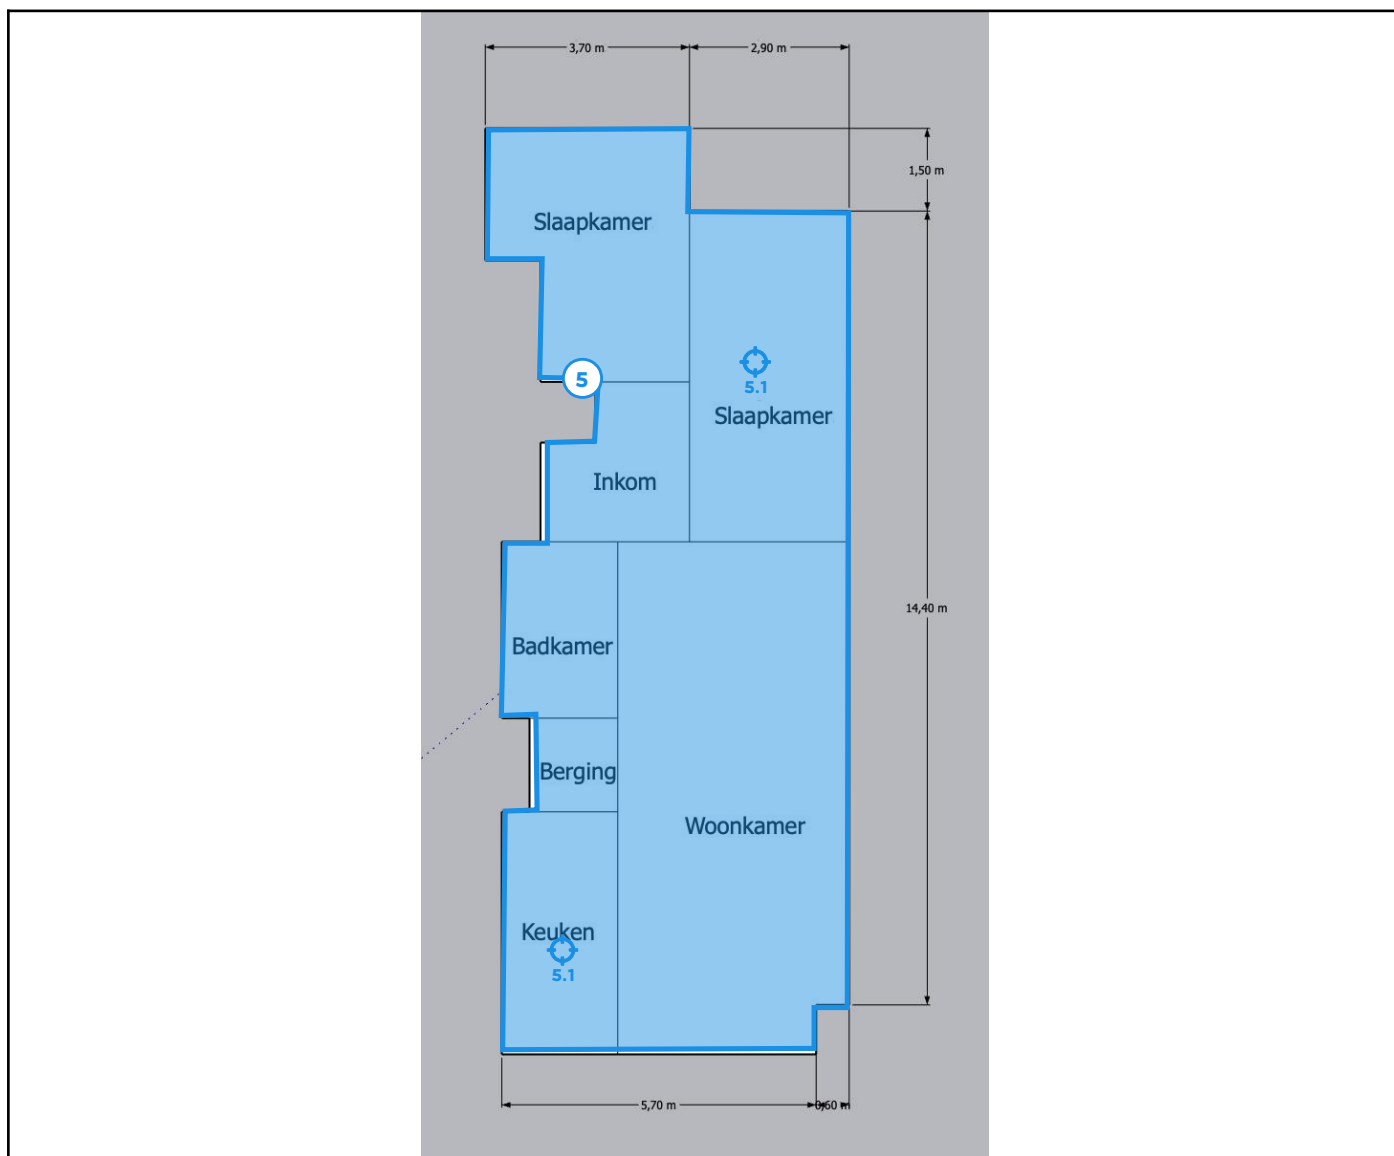 3,70 m
2,90 m
1,50 m
Slaapkamer
5
5.1
Slaapkamer
Inkom
14,40 m
Badkamer
Berging
Woonkamer
Keuken
5.1
5,70 m
0,60 m